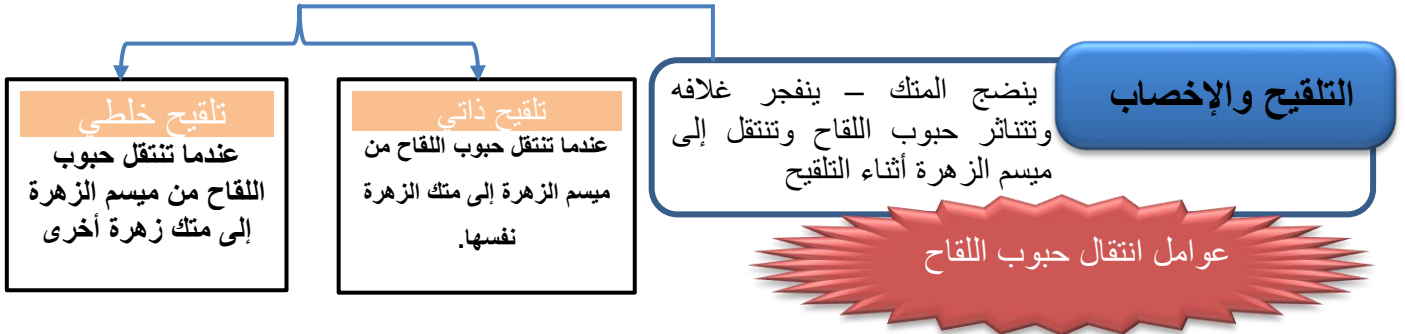 التلقيح والإخصاب
ينضج المتك – ينفجر غلافه
وتتناثر حبوب اللقاح وتنتقل إلى
ميسم الزهرة أثناء التلقيح
تلقيح ذاتي
عندما تنتقل حبوب اللقاح من
ميسم الزهرة إلى متك الزهرة
نفسها.
تلقيح خلطي
عندما تنتقل حبوب
اللقاح من ميسم الزهرة
إلى متك زهرة أخرى
عوامل انتقال حبوب اللقاح